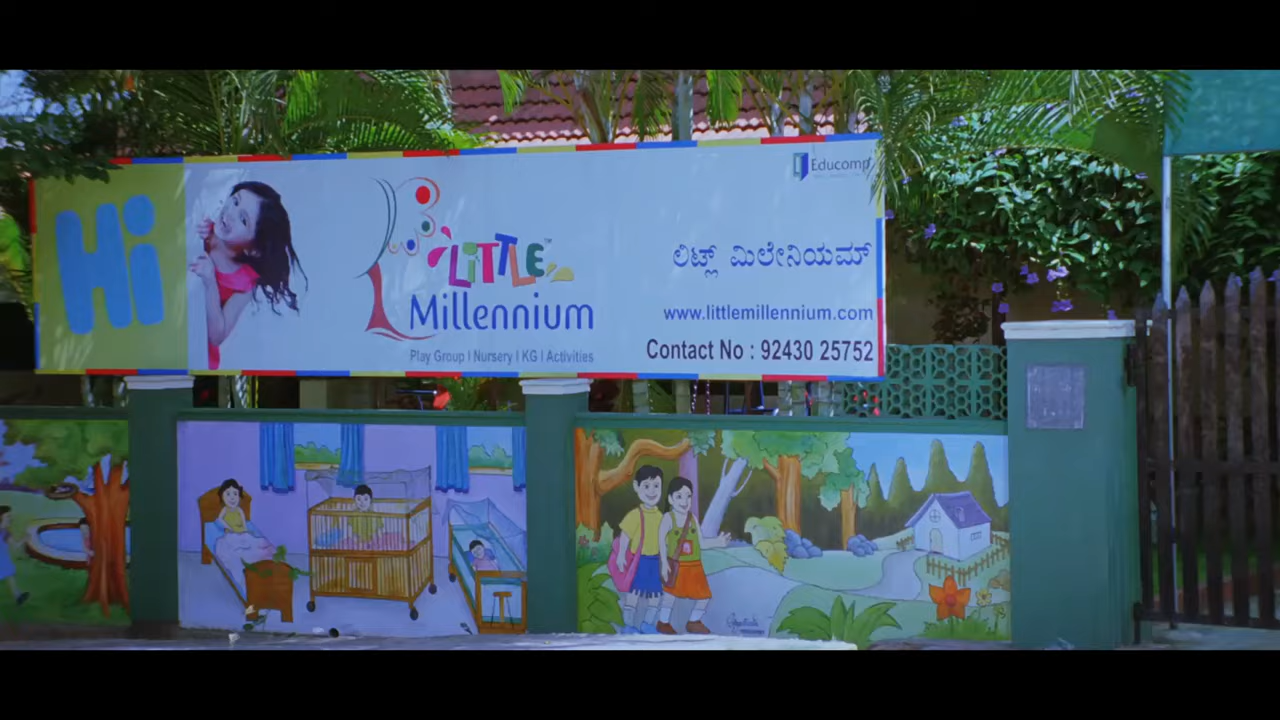 Hi
Educomp
LiTTLE
Millennium
Play Group | Nursery | KG | Activities
ಲಿಟ್ಲ್ ಮಿಲೇನಿಯಮ್
www.littlemillennium.com
Contact No : 92430 25752